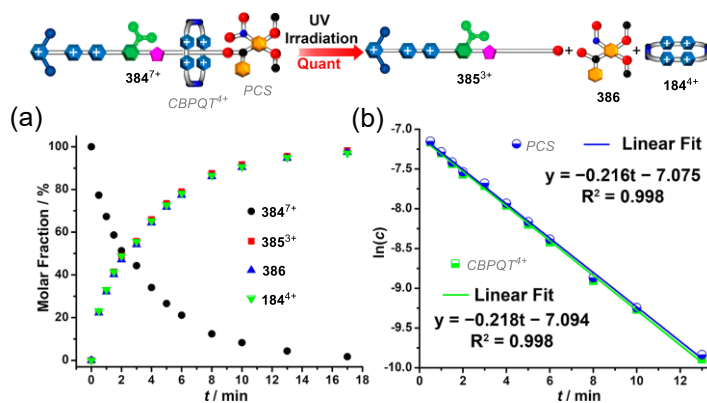 UV
Irradiation
Quant
384⁷⁺
CBPQT⁴⁺
PCS
385³⁺
386
184⁴⁺
+ +
(a)
Molar Fraction / %
100
80
60
40
20
0
384⁷⁺
385³⁺
386
184⁴⁺
0 2 4 6 8 10 12 14 16 18
t / min
(b)
ln(c)
-7.0
-7.5
-8.0
-8.5
-9.0
-9.5
-10.0
PCS
Linear Fit
y = −0.216t − 7.075
R² = 0.998
CBPQT⁴⁺
Linear Fit
y = −0.218t − 7.094
R² = 0.998
2 4 6 8 10 12
t / min